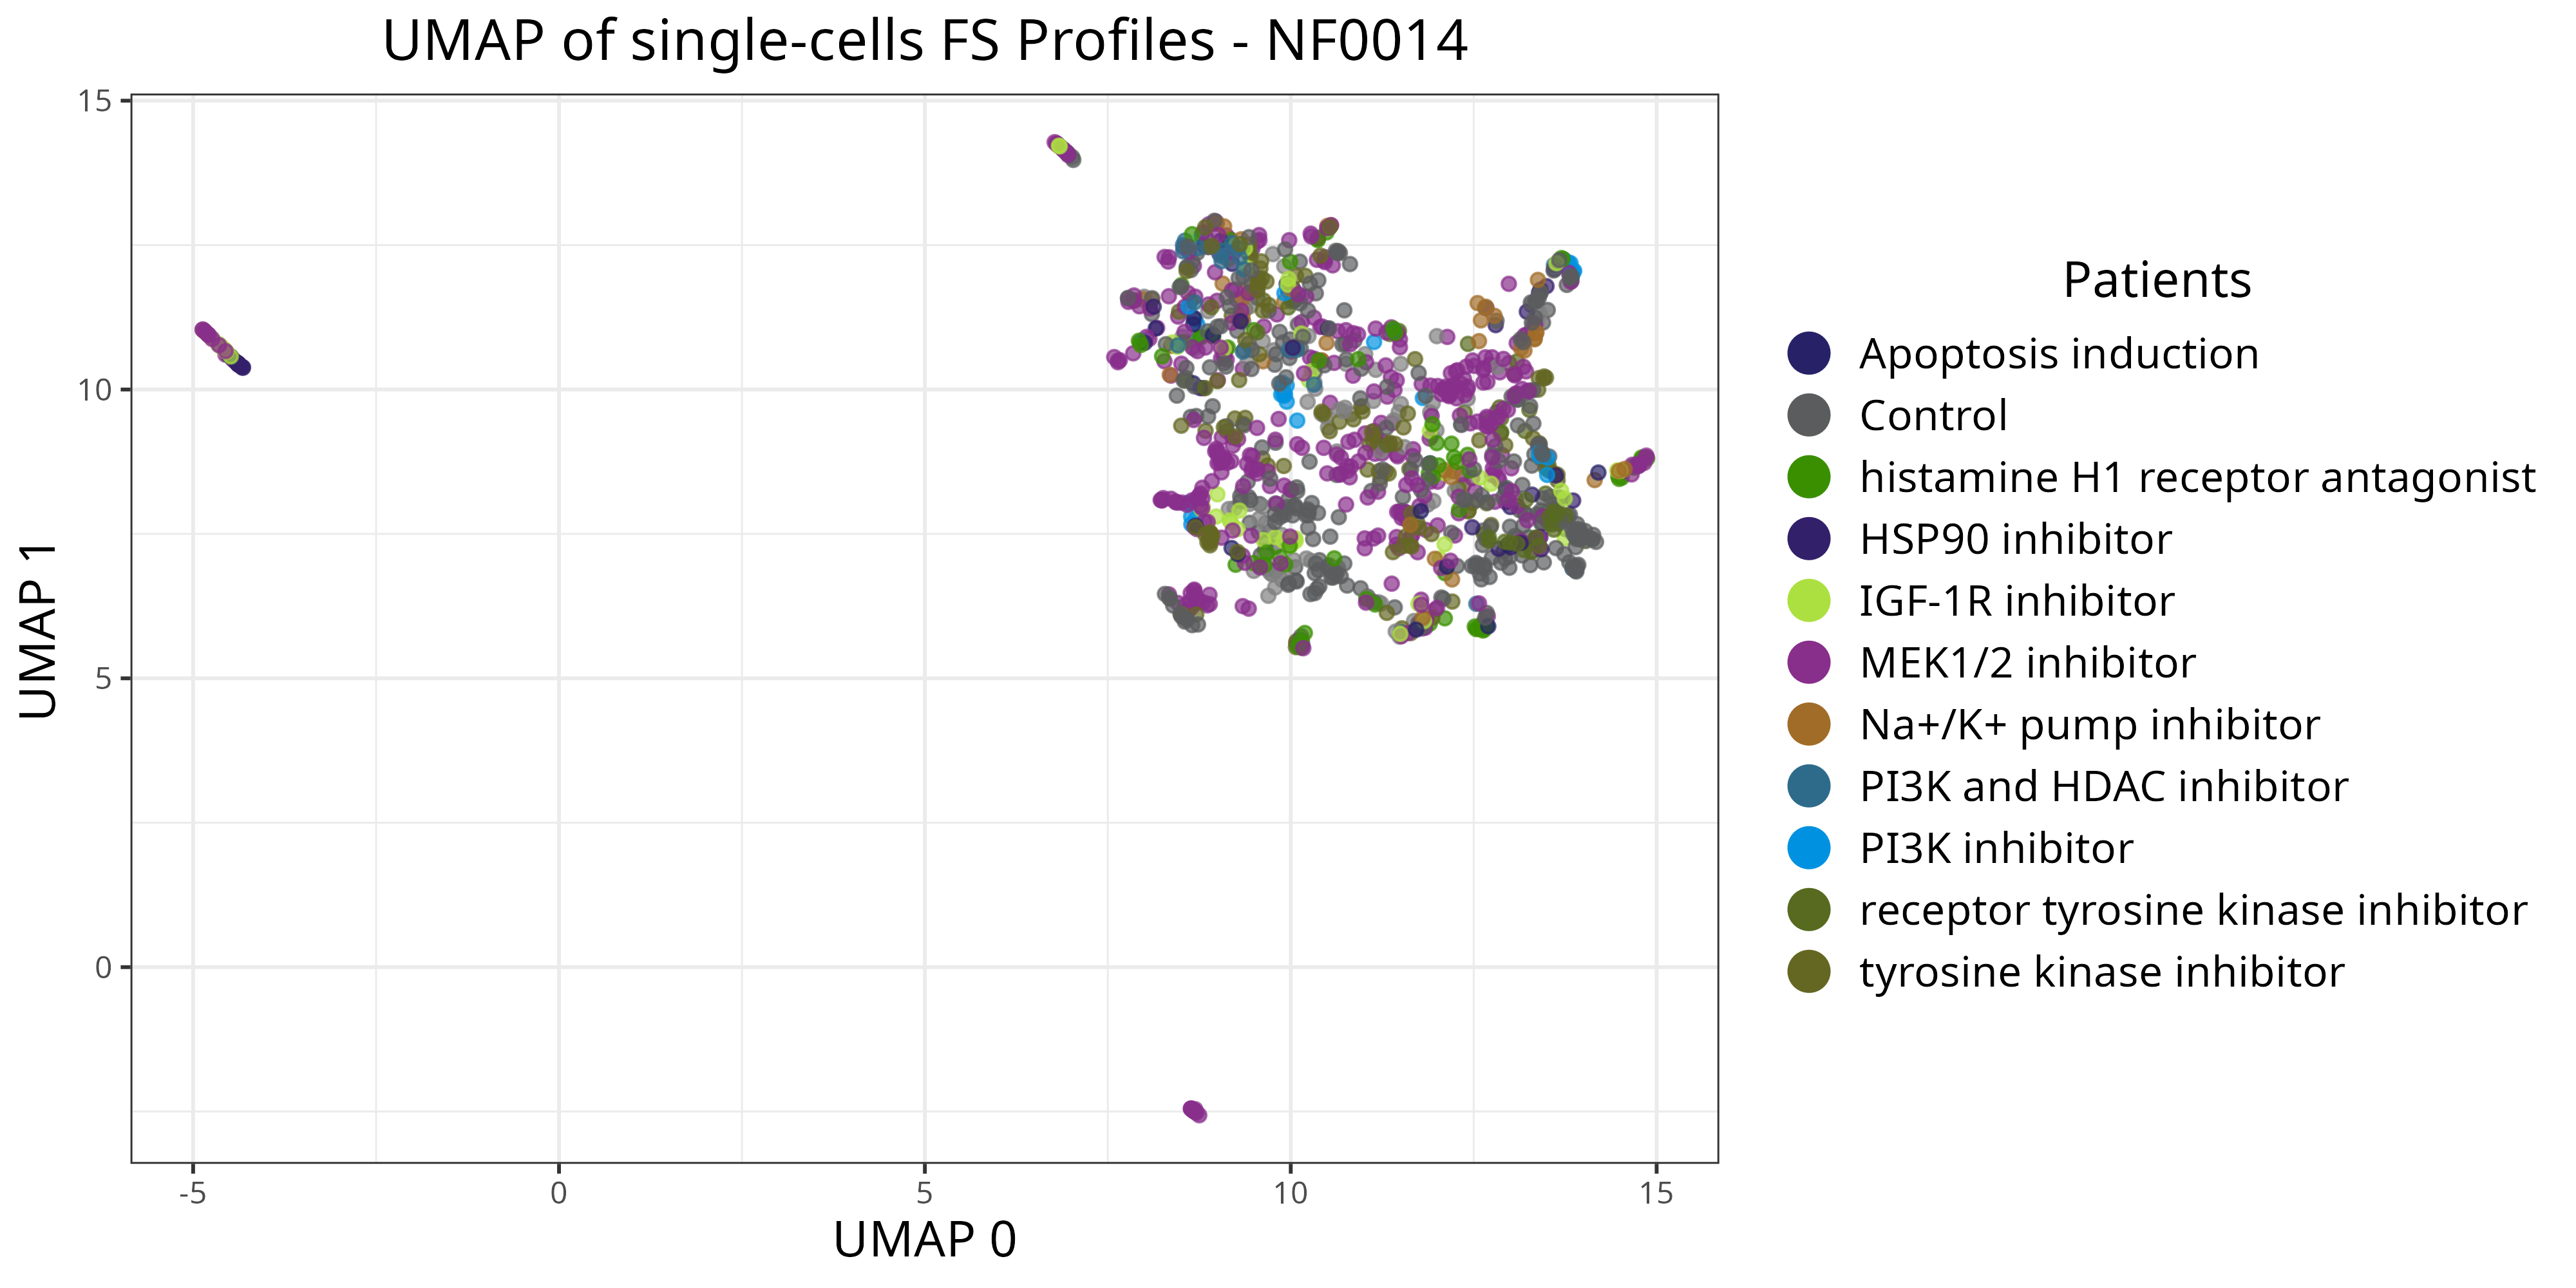 UMAP of single-cells FS Profiles - NF0014
15
10
5
0
-5
0
5
10
15
UMAP 1
UMAP 0
Patients
Apoptosis induction
Control
histamine H1 receptor antagonist
HSP90 inhibitor
IGF-1R inhibitor
MEK1/2 inhibitor
Na+/K+ pump inhibitor
PI3K and HDAC inhibitor
PI3K inhibitor
receptor tyrosine kinase inhibitor
tyrosine kinase inhibitor